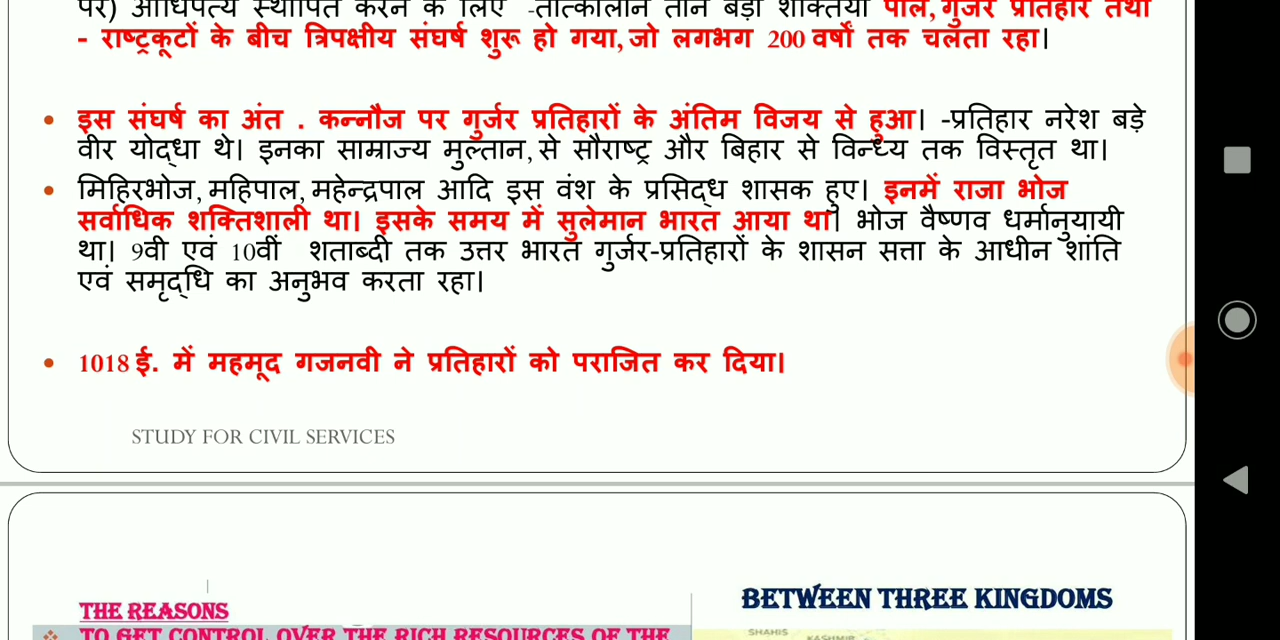 पर) आधिपत्य स्थापित करने के लिए -तात्कालीन तीन बड़ी शक्तियों पाल, गुर्जर प्रतिहार तथा
- राष्ट्रकूटों के बीच त्रिपक्षीय संघर्ष शुरू हो गया, जो लगभग 200 वर्षों तक चलता रहा।
• इस संघर्ष का अंत . कन्नौज पर गुर्जर प्रतिहारों के अंतिम विजय से हुआ। -प्रतिहार नरेश बड़े
वीर योद्धा थे। इनका साम्राज्य मुल्तान, से सौराष्ट्र और बिहार से विन्ध्य तक विस्तृत था।
• मिहिरभोज, महिपाल, महेन्द्रपाल आदि इस वंश के प्रसिद्ध शासक हुए। इनमें राजा भोज
सर्वाधिक शक्तिशाली था। इसके समय में सुलेमान भारत आया था। भोज वैष्णव धर्मानुयायी
था। 9वी एवं 10वीं शताब्दी तक उत्तर भारत गुर्जर-प्रतिहारों के शासन सत्ता के आधीन शांति
एवं समृद्धि का अनुभव करता रहा।
• 1018 ई. में महमूद गजनवी ने प्रतिहारों को पराजित कर दिया।
STUDY FOR CIVIL SERVICES
BETWEEN THREE KINGDOMS
THE REASONS
TO GET CONTROL OVER THE RICH RESOURCES OF THE
SHAHIS
KASHMIR